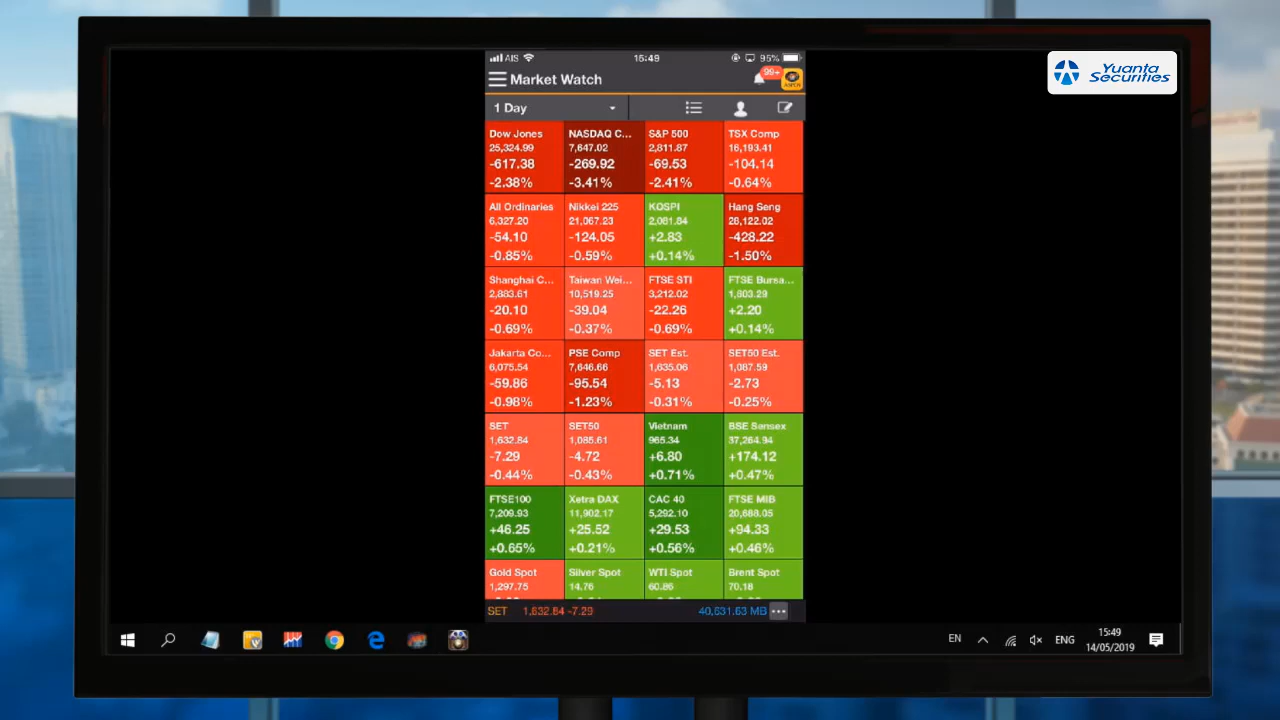 Yuanta
Securities
AIS 15:49 95%
Market Watch 99+
1 Day
Dow Jones NASDAQ C... S&P 500 TSX Comp
25,324.99 7,647.02 2,811.87 16,193.41
-617.38 -269.92 -69.53 -104.14
-2.38% -3.41% -2.41% -0.64%
All Ordinaries Nikkei 225 KOSPI Hang Seng
6,327.20 21,067.23 2,081.84 28,122.02
-54.10 -124.05 +2.83 -428.22
-0.85% -0.59% +0.14% -1.50%
Shanghai C... Taiwan Wei... FTSE STI FTSE Bursa...
2,883.61 10,519.25 3,212.02 1,603.29
-20.10 -39.04 -22.26 +2.20
-0.69% -0.37% -0.69% +0.14%
Jakarta Co... PSE Comp SET Est. SET50 Est.
6,075.54 7,646.66 1,635.06 1,087.59
-59.86 -95.54 -5.13 -2.73
-0.98% -1.23% -0.31% -0.25%
SET SET50 Vietnam BSE Sensex
1,632.84 1,085.61 965.34 37,264.94
-7.29 -4.72 +6.80 +174.12
-0.44% -0.43% +0.71% +0.47%
FTSE100 Xetra DAX CAC 40 FTSE MIB
7,209.93 11,902.17 5,292.10 20,688.05
+46.25 +25.52 +29.53 +94.33
+0.65% +0.21% +0.56% +0.46%
Gold Spot Silver Spot WTI Spot Brent Spot
1,297.75 14.76 60.86 70.18
SET 1,632.84 -7.29 40,631.63 MB
EN ENG 15:49
14/05/2019